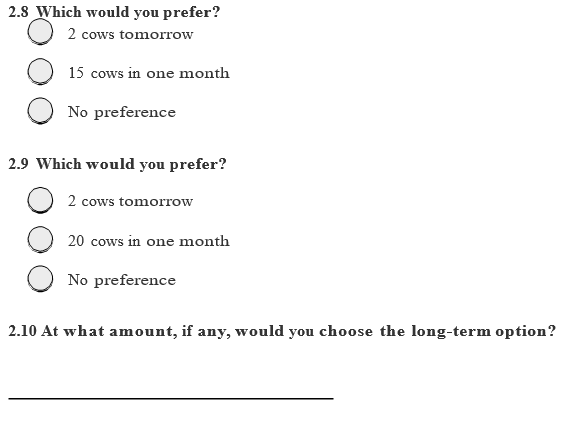 2.8 Which would you prefer?
2 cows tomorrow
15 cows in one month
No preference
2.9 Which would you prefer?
2 cows tomorrow
20 cows in one month
No preference
2.10 At what amount, if any, would you choose the long-term option?